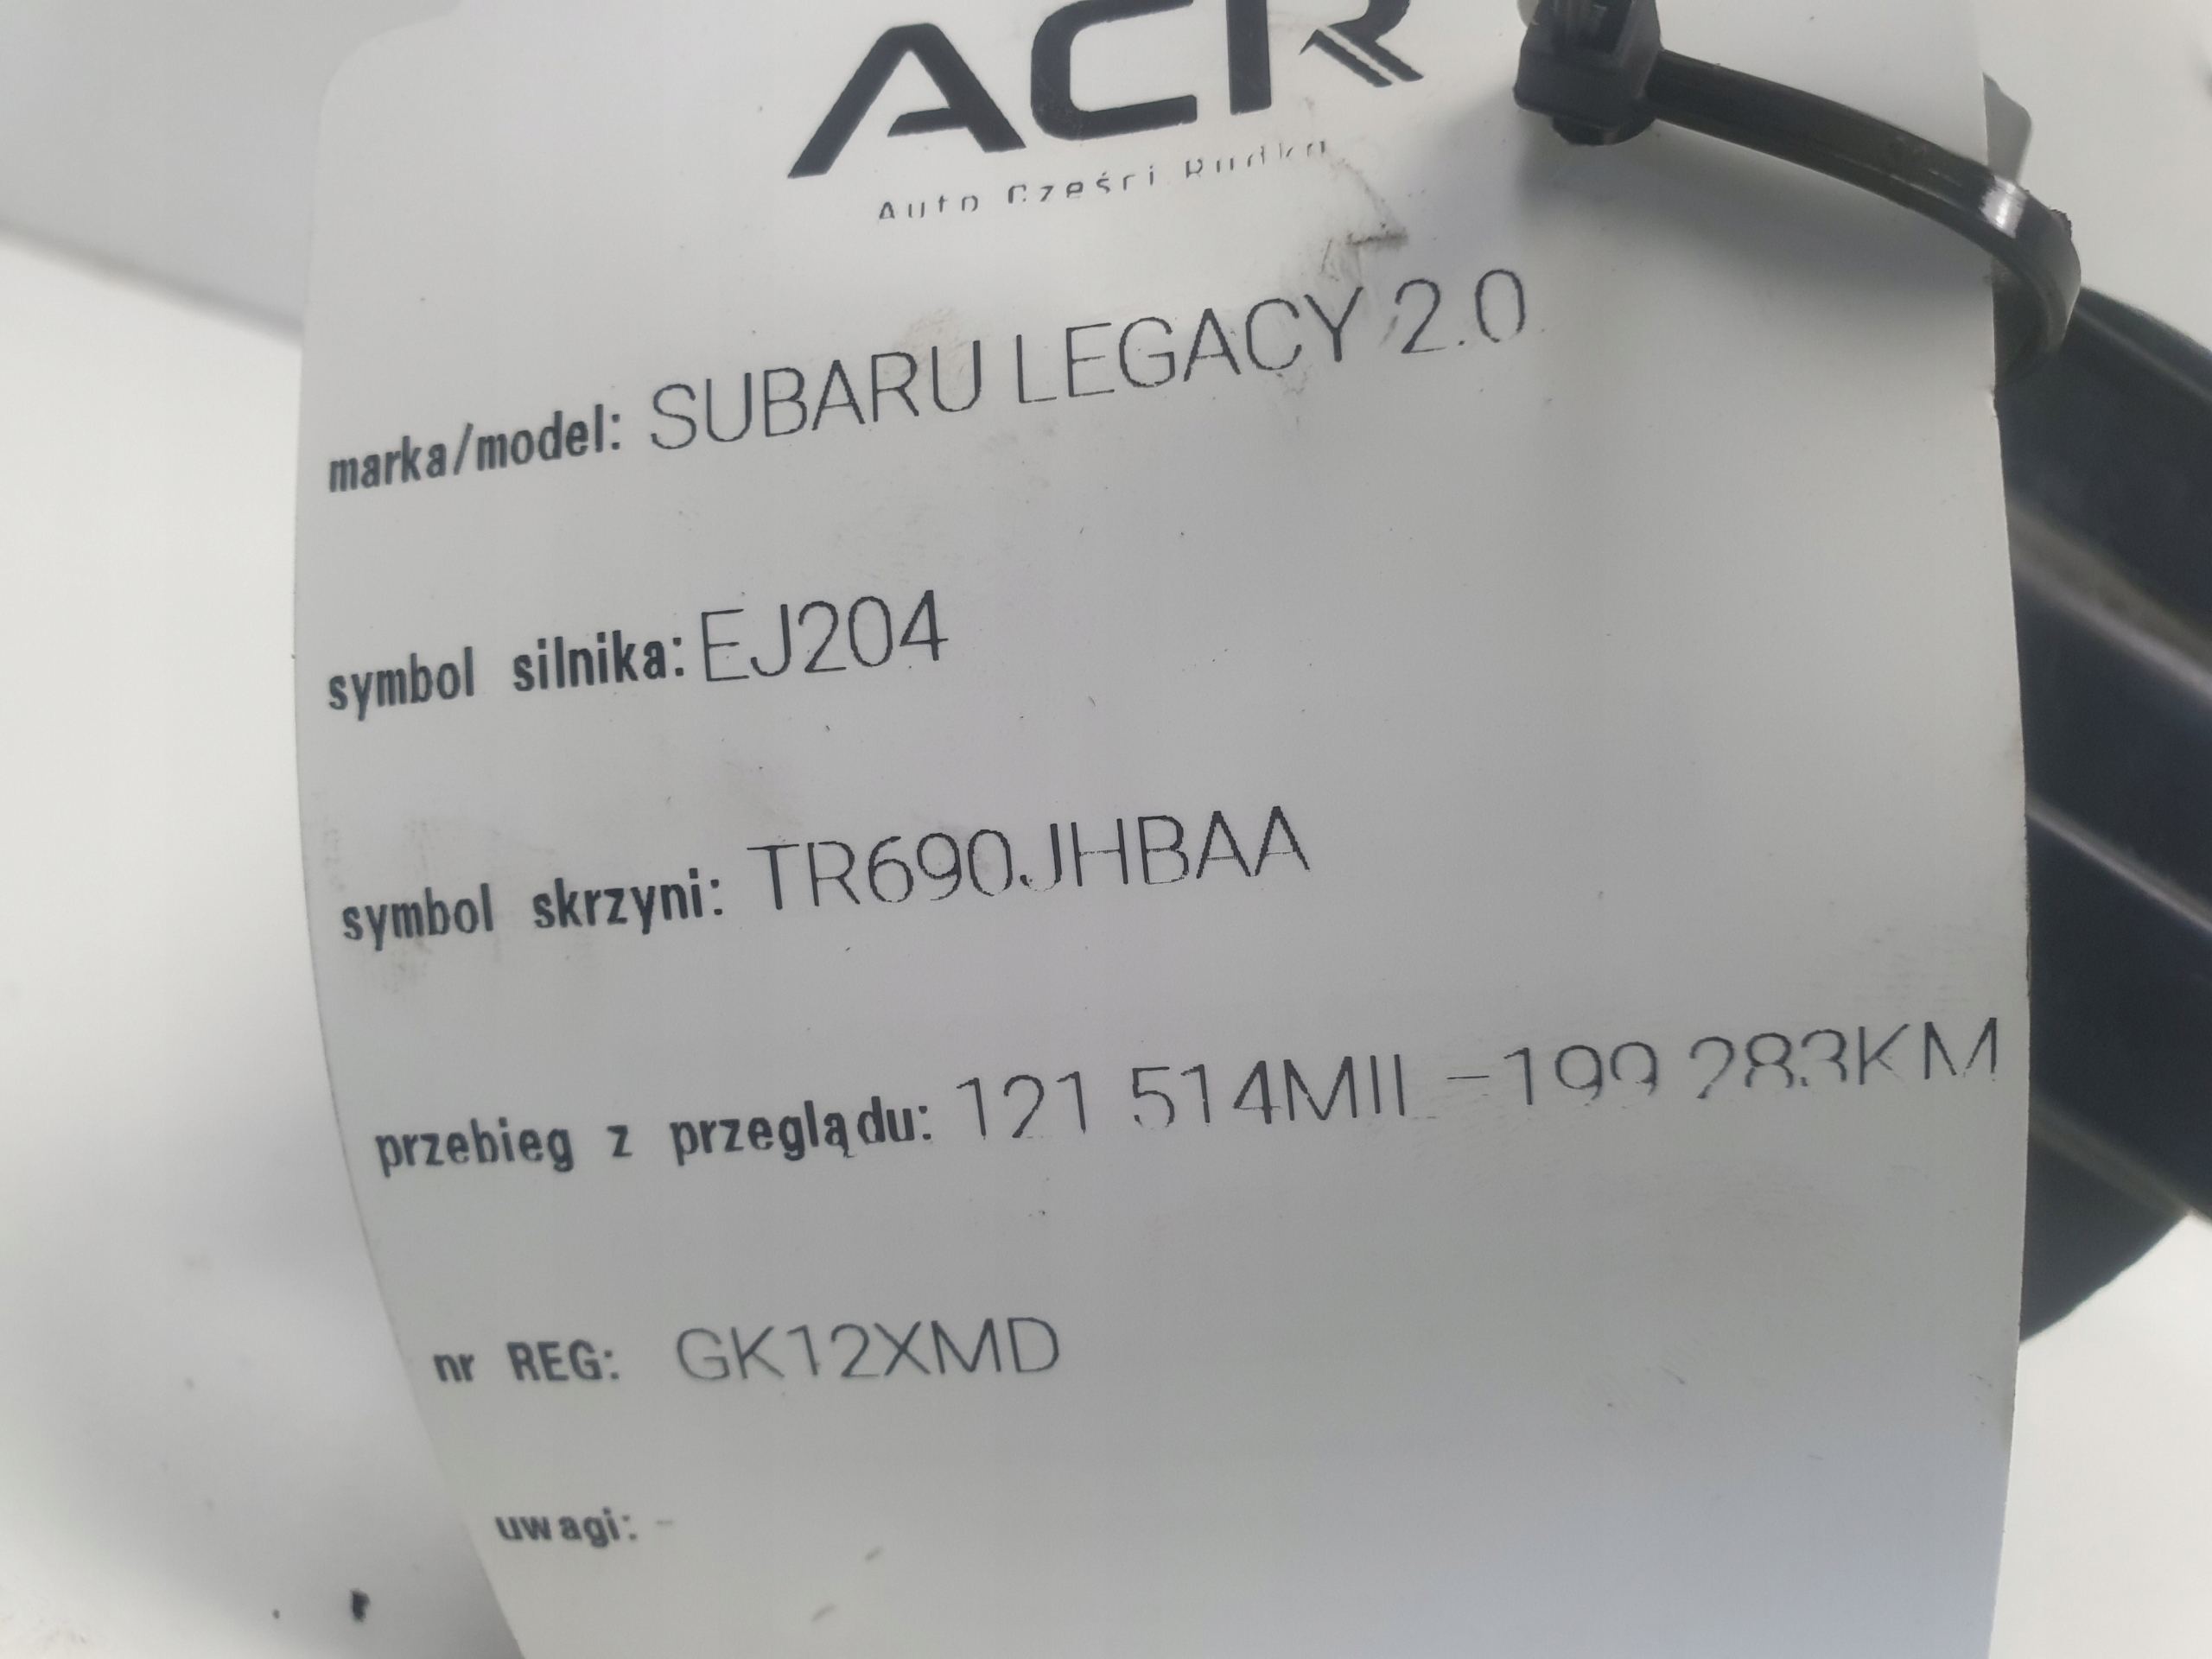 ACR
Auto Części Rudka
marka/model: SUBARU LEGACY 2.0
symbol silnika: EJ204
symbol skrzyni: TR690JHBAA
przebieg z przeglądu: 121 514MIL -199 283KM
nr REG: GK12XMD
uwagi: -